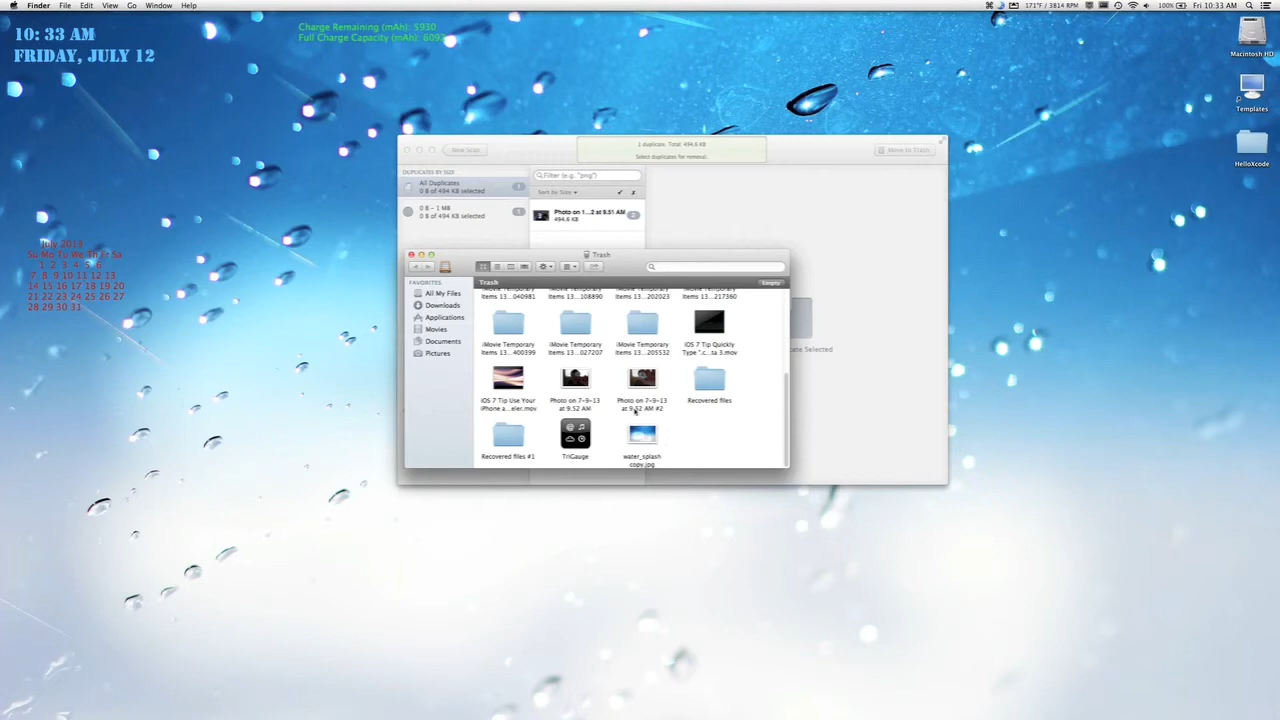 Finder File Edit View Go Window Help
171°F / 3814 RPM 100% Fri 10:33 AM
10: 33 AM
FRIDAY, JULY 12
Charge Remaining (mAh): 5930
Full Charge Capacity (mAh): 6092
Macintosh HD
Templates
HelloXcode
July 2013
Su Mo Tu We Th Fr Sa
1 2 3 4 5 6
7 8 9 10 11 12 13
14 15 16 17 18 19 20
21 22 23 24 25 26 27
28 29 30 31
New Scan
1 duplicate. Total: 494.6 KB
Select duplicates for removal.
Move to Trash
DUPLICATES BY SIZE
All Duplicates
0 B of 494 KB selected
1
0 B - 1 MB
0 B of 494 KB selected
1
Filter (e.g. "png")
Sort by Size
Photo on 1...2 at 9.51 AM
494.6 KB
2
cate Selected
Trash
FAVORITES
All My Files
Downloads
Applications
Movies
Documents
Pictures
Trash
Empty
iMovie Temporary
Items 13...040981
iMovie Temporary
Items 13...108890
iMovie Temporary
Items 13...202023
iMovie Temporary
Items 13...217360
iMovie Temporary
Items 13...400399
iMovie Temporary
Items 13...027207
iMovie Temporary
Items 13...205532
iOS 7 Tip Quickly
Type ".c...ta 3.mov
iOS 7 Tip Use Your
iPhone a...eler.mov
Photo on 7-9-13
at 9.52 AM
Photo on 7-9-13
at 9.52 AM #2
Recovered files
Recovered files #1
TriGauge
water_splash
copy.jpg